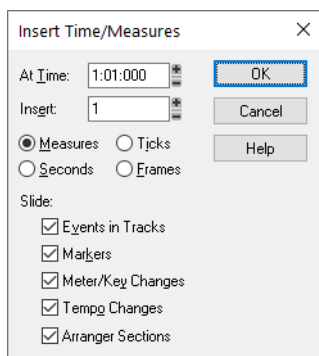 Insert Time/Measures
At Time: 1:01:000 OK
Insert: 1 Cancel
Measures Ticks Help
Seconds Frames
Slide:
Events in Tracks
Markers
Meter/Key Changes
Tempo Changes
Arranger Sections